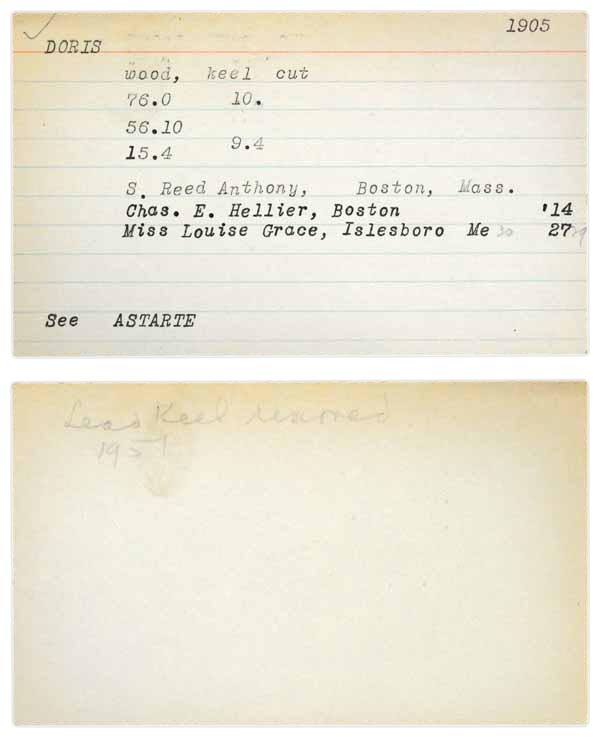 1905
DORIS
wood, keel cut
76.0 10.
56.10
9.4
15.4
S. Reed Anthony, Boston, Mass.
Chas. E. Hellier, Boston '14
Miss Louise Grace, Islesboro Me 30 27
See ASTARTE
Lead Keel removed
1951